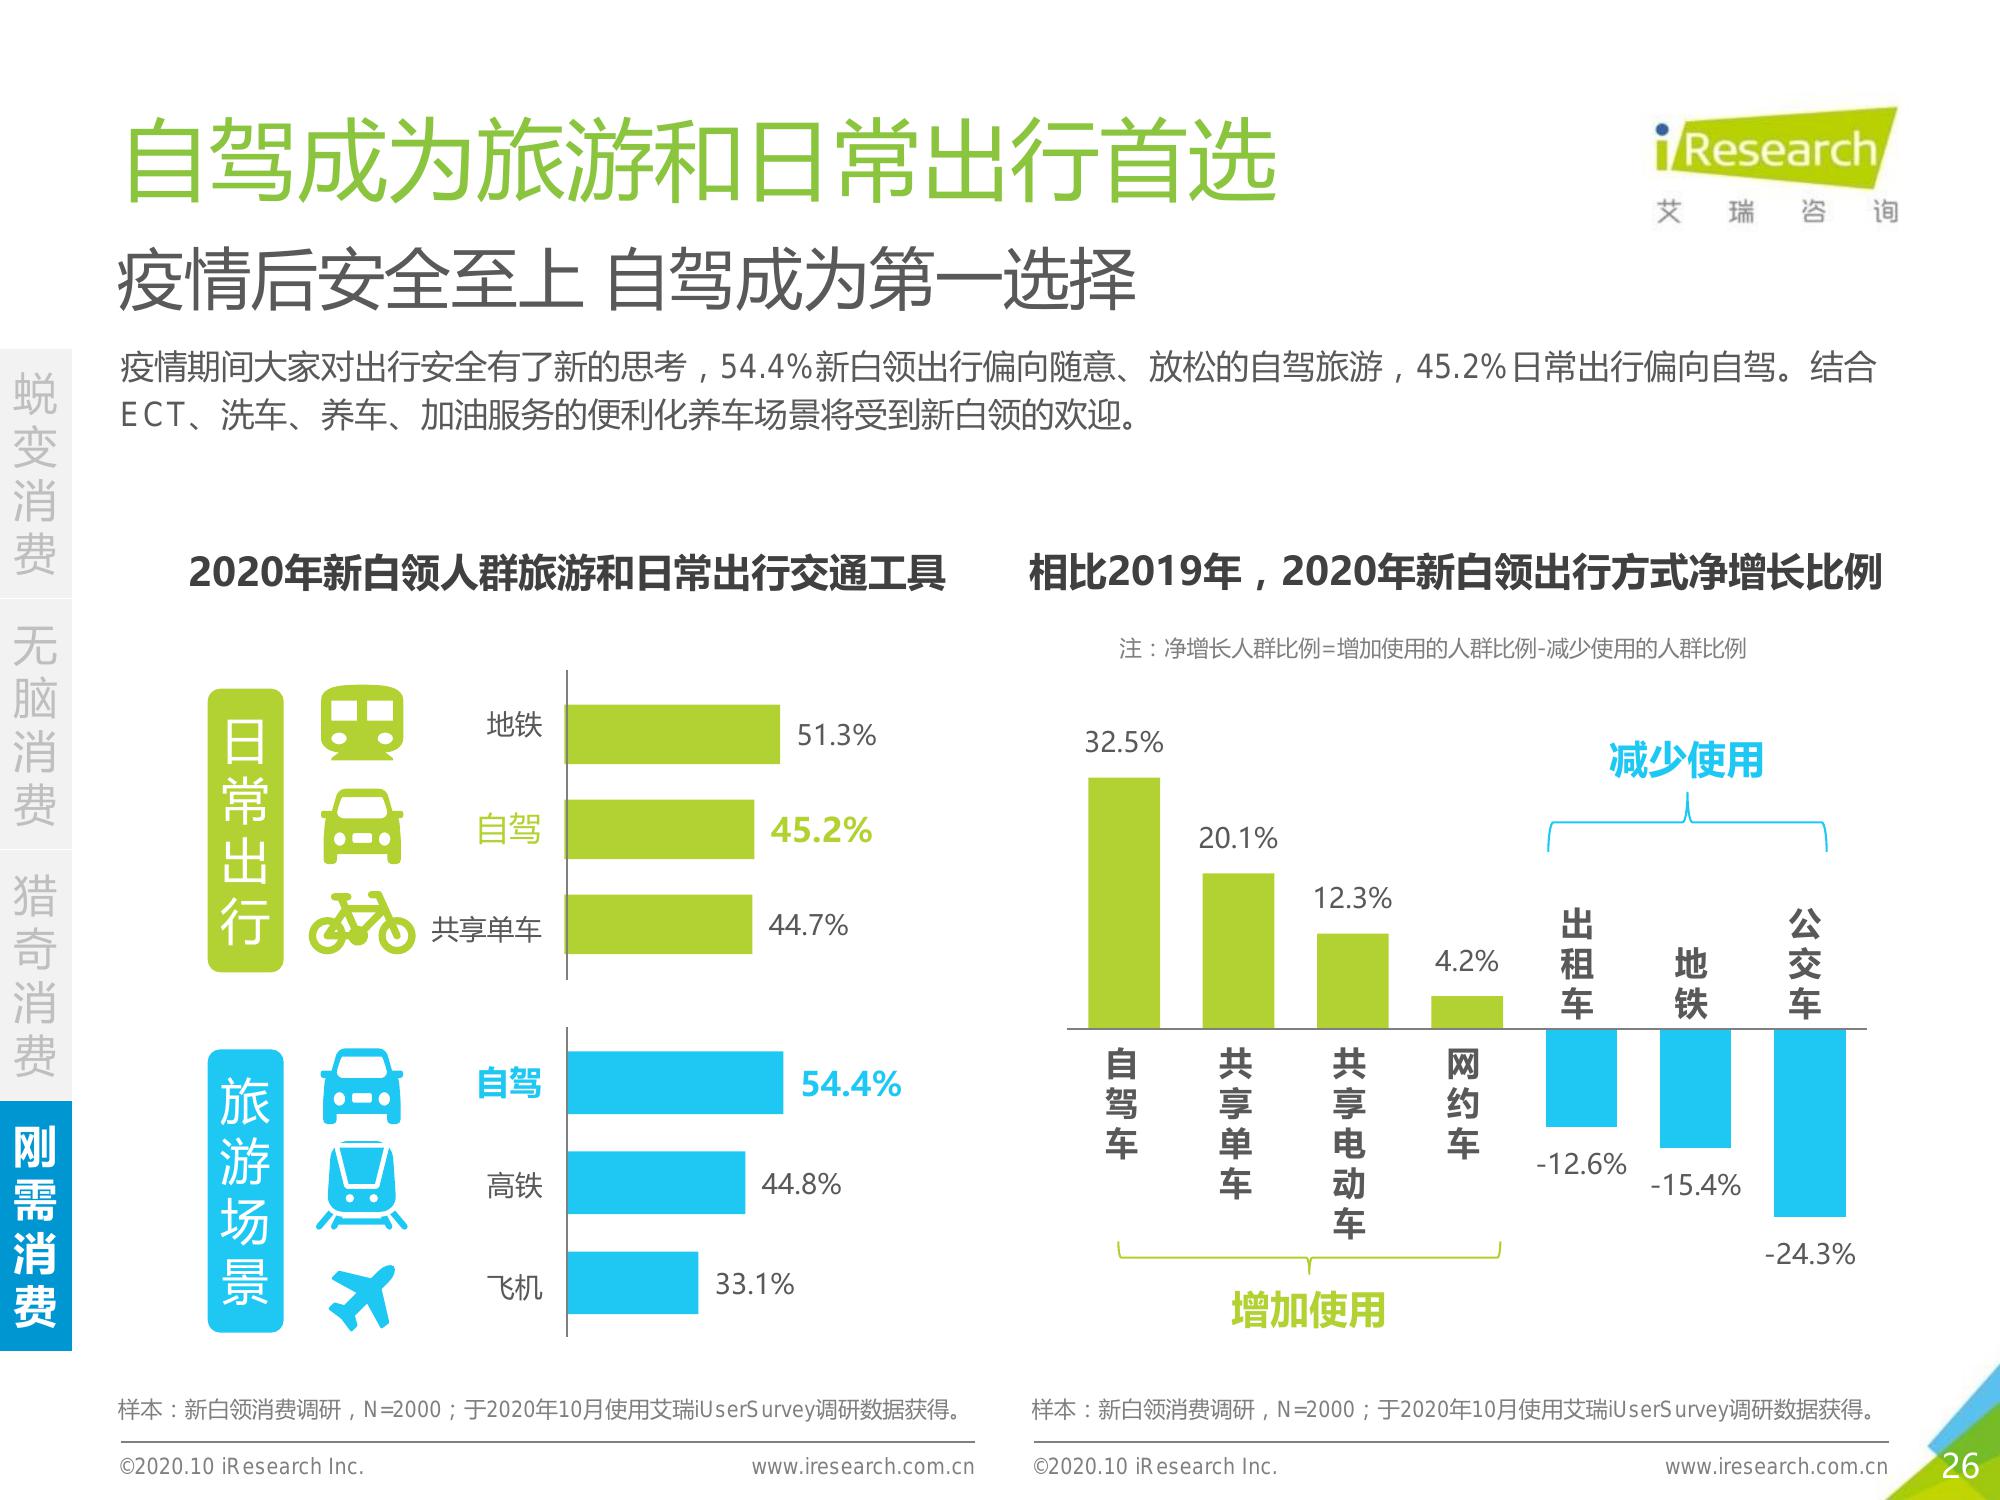 自驾成为旅游和日常出行首选
iResearch
艾瑞咨询
疫情后安全至上 自驾成为第一选择
疫情期间大家对出行安全有了新的思考，54.4%新白领出行偏向随意、放松的自驾旅游，45.2%日常出行偏向自驾。结合
ECT、洗车、养车、加油服务的便利化养车场景将受到新白领的欢迎。
蜕变消费
无脑消费
猎奇消费
刚需消费
2020年新白领人群旅游和日常出行交通工具
日常出行
地铁
51.3%
自驾
45.2%
共享单车
44.7%
旅游场景
自驾
54.4%
高铁
44.8%
飞机
33.1%
样本：新白领消费调研，N=2000；于2020年10月使用艾瑞iUserSurvey调研数据获得。
©2020.10 iResearch Inc.
www.iresearch.com.cn
相比2019年，2020年新白领出行方式净增长比例
注：净增长人群比例=增加使用的人群比例-减少使用的人群比例
32.5%
20.1%
12.3%
4.2%
减少使用
出租车
地铁
公交车
自驾车
共享单车
共享电动车
网约车
-12.6%
-15.4%
-24.3%
增加使用
样本：新白领消费调研，N=2000；于2020年10月使用艾瑞iUserSurvey调研数据获得。
©2020.10 iResearch Inc.
www.iresearch.com.cn
26